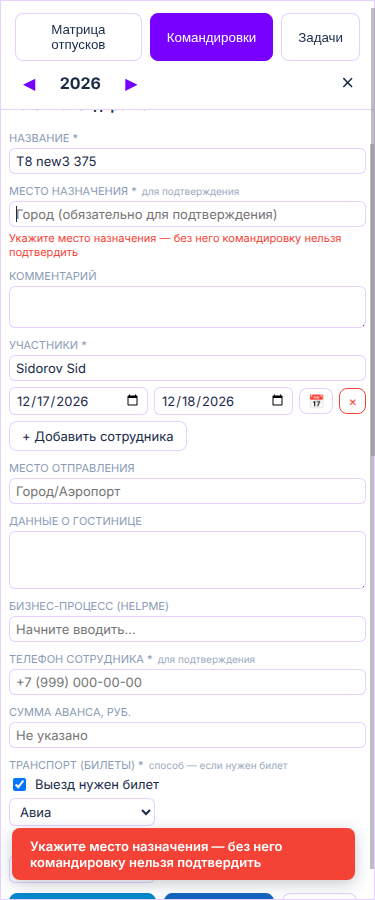 Матрица
отпусков
Командировки
Задачи
◀ 2026 ▶ ×
НАЗВАНИЕ *
T8 new3 375
МЕСТО НАЗНАЧЕНИЯ * для подтверждения
Город (обязательно для подтверждения)
Укажите место назначения — без него командировку нельзя
подтвердить
КОММЕНТАРИЙ
УЧАСТНИКИ *
Sidorov Sid
12/17/2026 12/18/2026 ×
+ Добавить сотрудника
МЕСТО ОТПРАВЛЕНИЯ
Город/Аэропорт
ДАННЫЕ О ГОСТИНИЦЕ
БИЗНЕС-ПРОЦЕСС (HELPME)
Начните вводить...
ТЕЛЕФОН СОТРУДНИКА * для подтверждения
+7 (999) 000-00-00
СУММА АВАНСА, РУБ.
Не указано
ТРАНСПОРТ (БИЛЕТЫ) * способ — если нужен билет
Выезд нужен билет
Авиа
Укажите место назначения — без него
командировку нельзя подтвердить